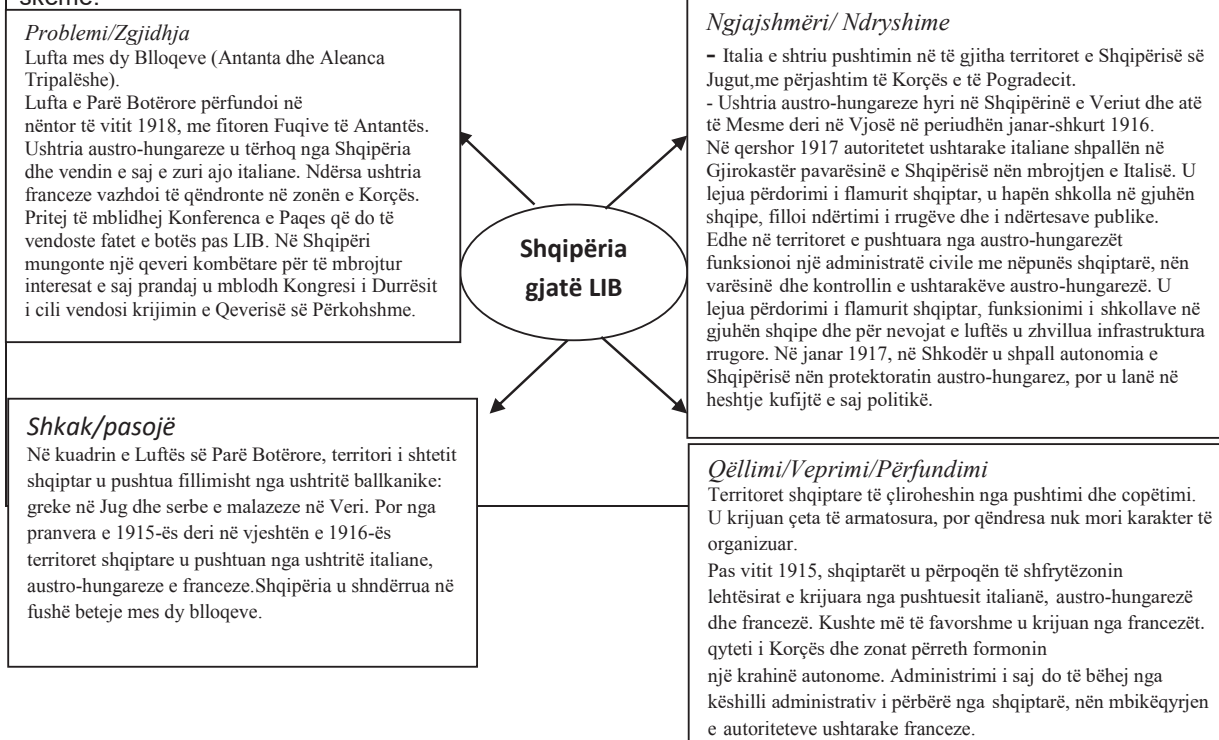 skemë:
Problemi/Zgjidhja
Lufta mes dy Blloqeve (Antanta dhe Aleanca
Tripalëshe).
Lufta e Parë Botërore përfundoi në
nëntor të vitit 1918, me fitoren Fuqive të Antantës.
Ushtria austro-hungareze u tërhoq nga Shqipëria
dhe vendin e saj e zuri ajo italiane. Ndërsa ushtria
franceze vazhdoi të qëndronte në zonën e Korçës.
Pritej të mblidhej Konferenca e Paqes që do të
vendoste fatet e botës pas LIB. Në Shqipëri
mungonte një qeveri kombëtare për të mbrojtur
interesat e saj prandaj u mblodh Kongresi i Durrësit
i cili vendosi krijimin e Qeverisë së Përkohshme.
Ngjajshmëri/ Ndryshime
- Italia e shtriu pushtimin në të gjitha territoret e Shqipërisë së
Jugut,me përjashtim të Korçës e të Pogradecit.
- Ushtria austro-hungareze hyri në Shqipërinë e Veriut dhe atë
të Mesme deri në Vjosë në periudhën janar-shkurt 1916.
Në qershor 1917 autoritetet ushtarake italiane shpallën në
Gjirokastër pavarësinë e Shqipërisë nën mbrojtjen e Italisë. U
lejua përdorimi i flamurit shqiptar, u hapën shkolla në gjuhën
shqipe, filloi ndërtimi i rrugëve dhe i ndërtesave publike.
Edhe në territoret e pushtuara nga austro-hungarezët
funksionoi një administratë civile me nëpunës shqiptarë, nën
varësinë dhe kontrollin e ushtarakëve austro-hungarezë. U
lejua përdorimi i flamurit shqiptar, funksionimi i shkollave në
gjuhën shqipe dhe për nevojat e luftës u zhvillua infrastruktura
rrugore. Në janar 1917, në Shkodër u shpall autonomia e
Shqipërisë nën protektoratin austro-hungarez, por u lanë në
heshtje kufijtë e saj politikë.
Shqipëria
gjatë LIB
Shkak/pasojë
Në kuadrin e Luftës së Parë Botërore, territori i shtetit
shqiptar u pushtua fillimisht nga ushtritë ballkanike:
greke në Jug dhe serbe e malazeze në Veri. Por nga
pranvera e 1915-ës deri në vjeshtën e 1916-ës
territoret shqiptare u pushtuan nga ushtritë italiane,
austro-hungareze e franceze.Shqipëria u shndërrua në
fushë beteje mes dy blloqeve.
Qëllimi/Veprimi/Përfundimi
Territoret shqiptare të çliroheshin nga pushtimi dhe copëtimi.
U krijuan çeta të armatosura, por qëndresa nuk mori karakter të
organizuar.
Pas vitit 1915, shqiptarët u përpoqën të shfrytëzonin
lehtësirat e krijuara nga pushtuesit italianë, austro-hungarezë
dhe francezë. Kushte më të favorshme u krijuan nga francezët.
qyteti i Korçës dhe zonat përreth formonin
një krahinë autonome. Administrimi i saj do të bëhej nga
këshilli administrativ i përbërë nga shqiptarë, nën mbikëqyrjen
e autoriteteve ushtarake franceze.